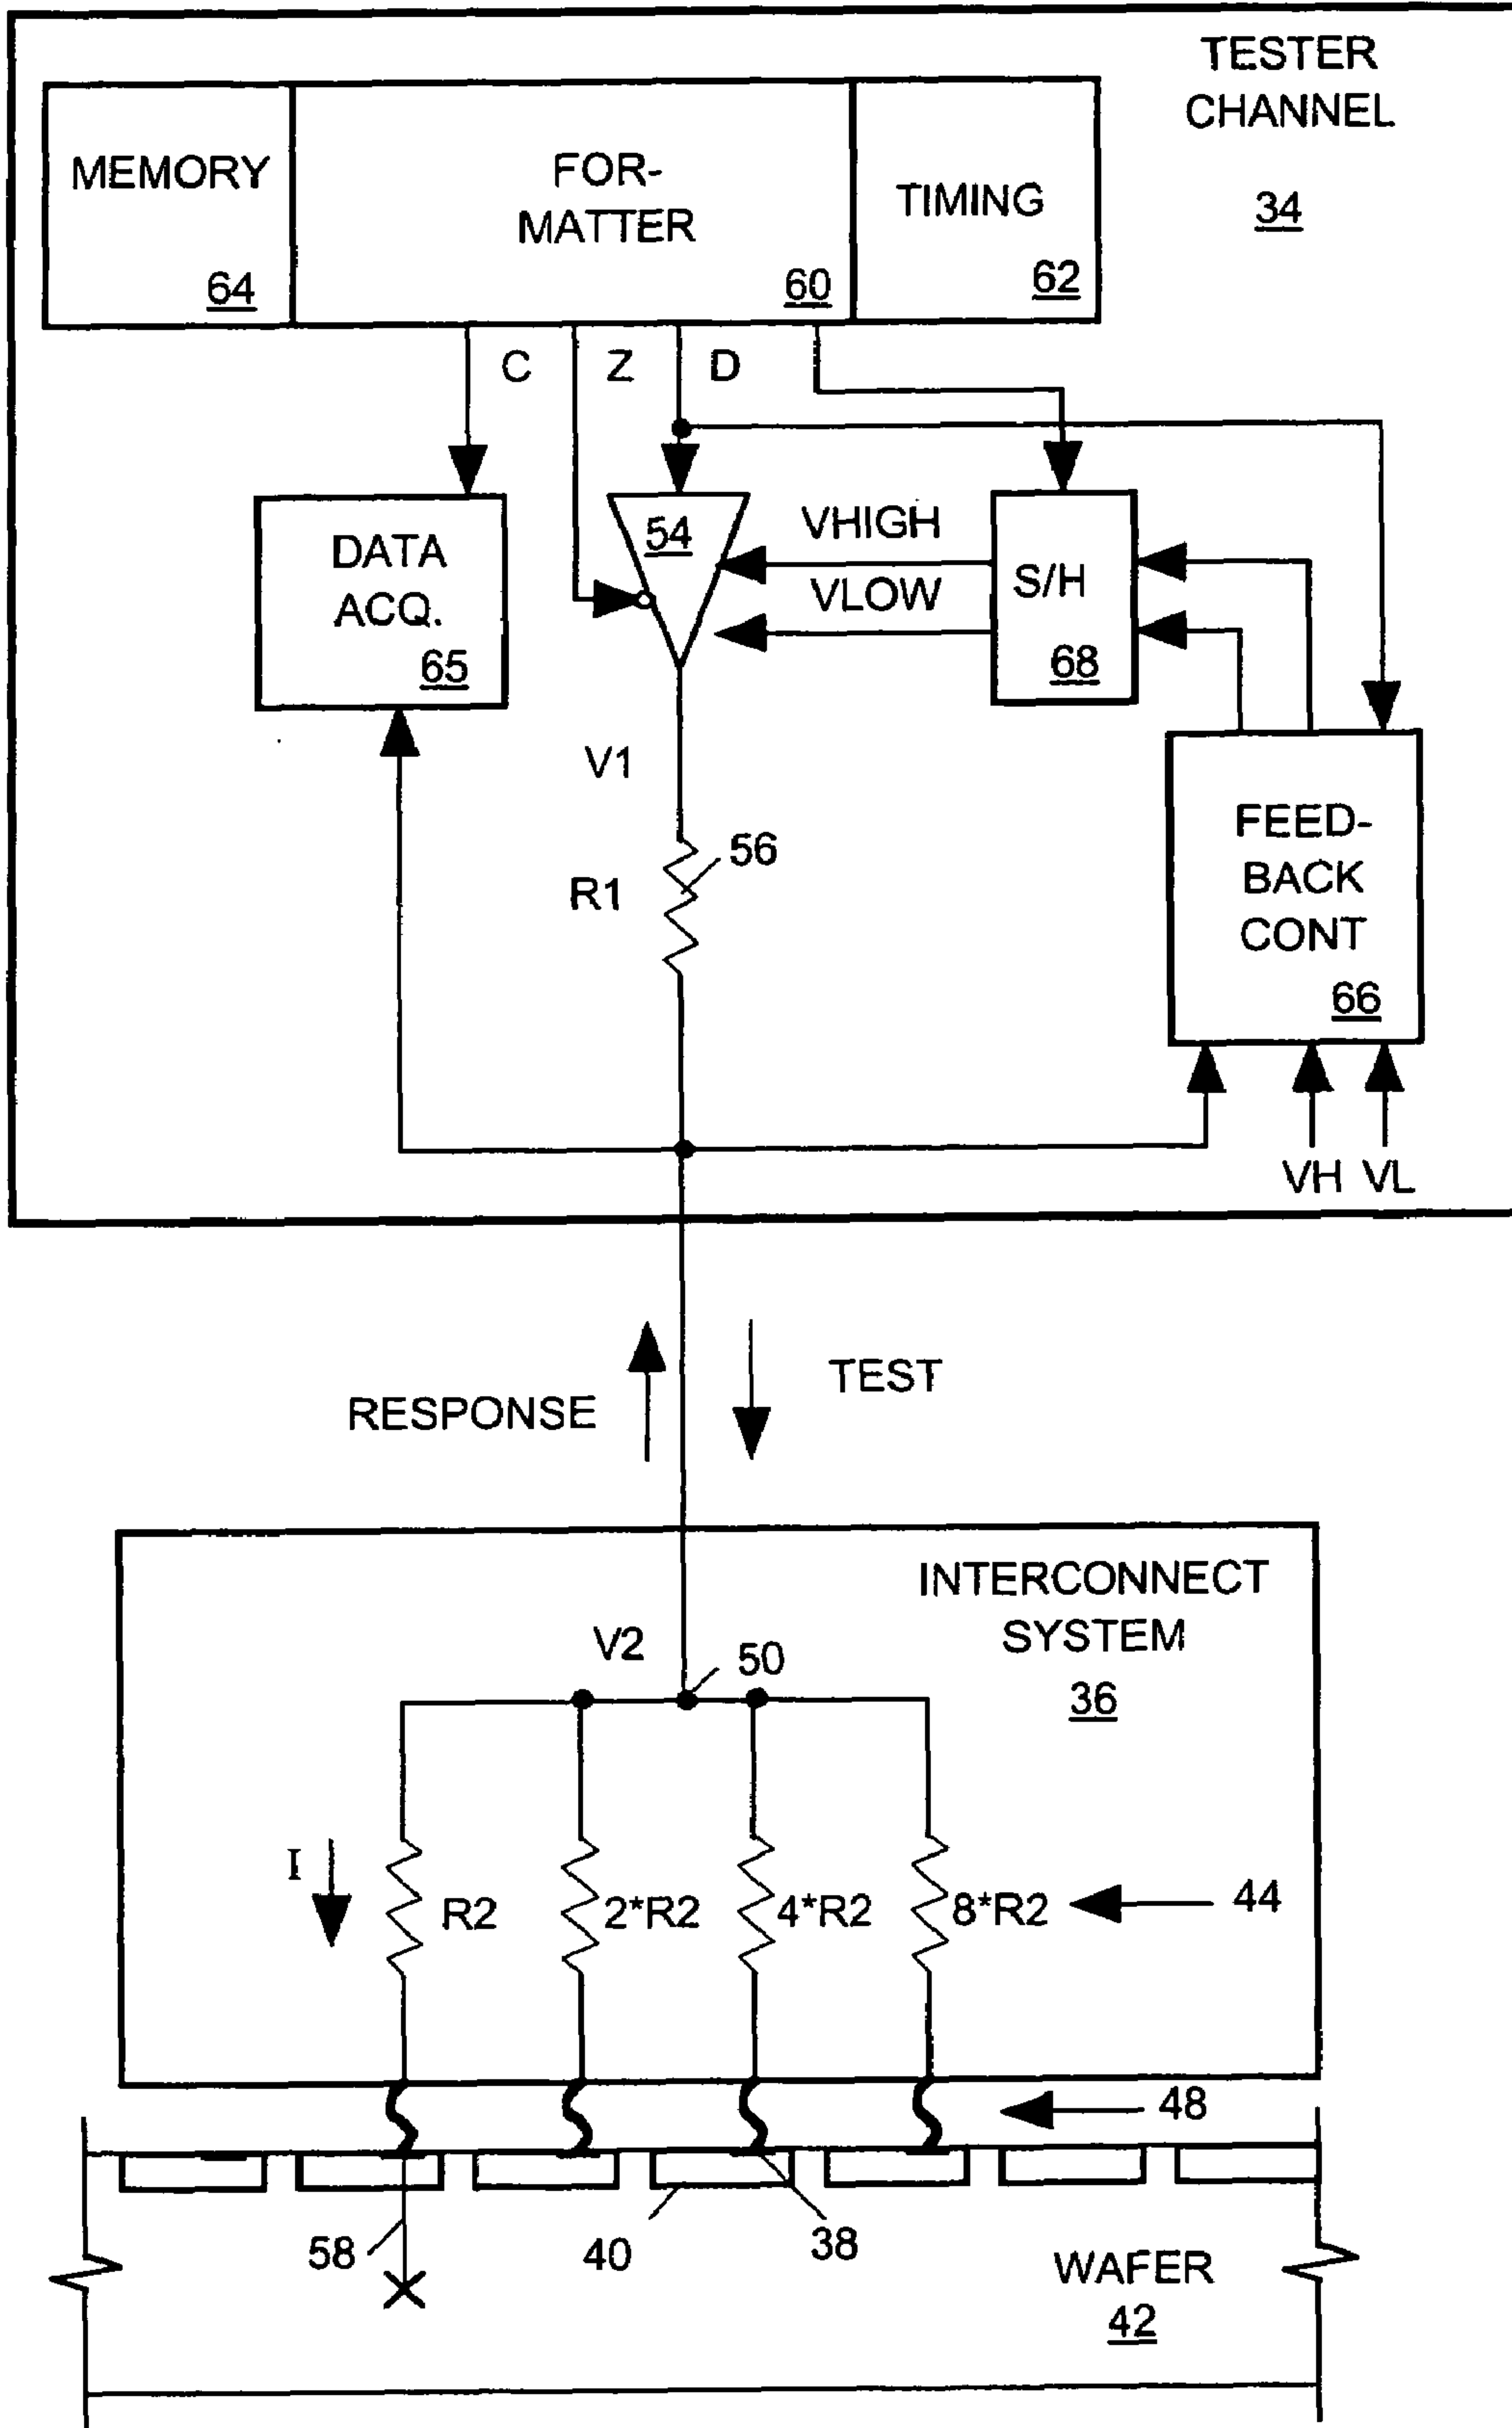 TESTER
CHANNEL
34
MEMORY
64
FOR-
MATTER
60
TIMING
62
C
Z
D
DATA
ACQ.
65
54
VHIGH
VLOW
S/H
68
V1
56
R1
FEED-
BACK
CONT
66
VH VL
TEST
RESPONSE
INTERCONNECT
SYSTEM
36
V2
50
I
R2
2*R2
4*R2
8*R2
44
48
58
40
38
WAFER
42